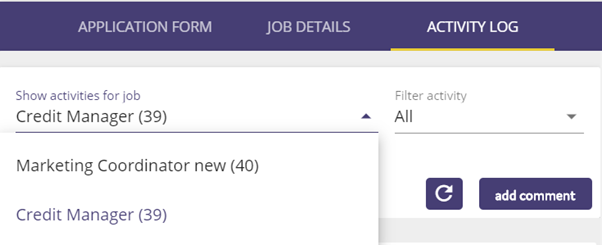 APPLICATION FORM JOB DETAILS ACTIVITY LOG
Show activities for job Filter activity
Credit Manager (39) All
Marketing Coordinator new (40)
add comment
Credit Manager (39)